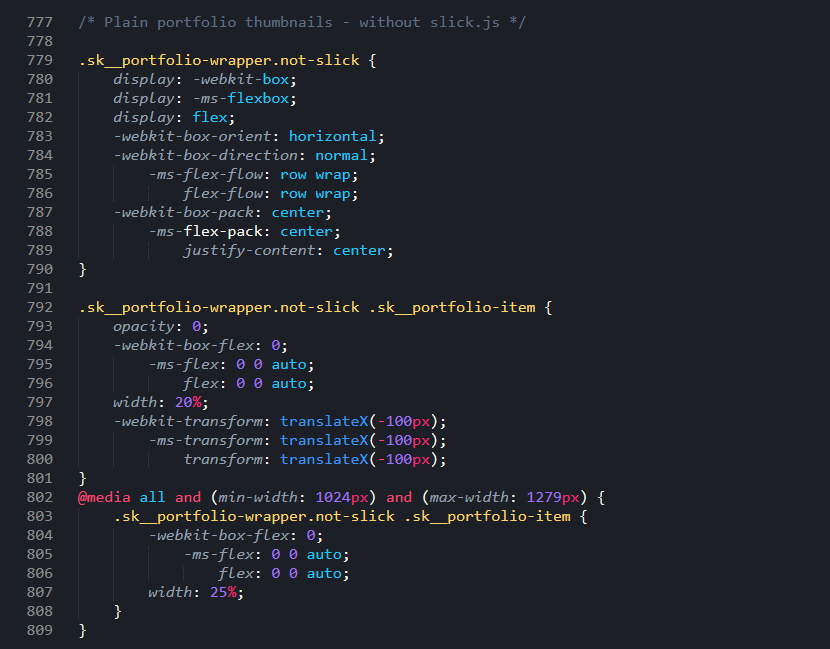 777 /* Plain portfolio thumbnails - without slick.js */
778
779 .sk__portfolio-wrapper.not-slick {
780     display: -webkit-box;
781     display: -ms-flexbox;
782     display: flex;
783     -webkit-box-orient: horizontal;
784     -webkit-box-direction: normal;
785         -ms-flex-flow: row wrap;
786             flex-flow: row wrap;
787     -webkit-box-pack: center;
788         -ms-flex-pack: center;
789             justify-content: center;
790 }
791
792 .sk__portfolio-wrapper.not-slick .sk__portfolio-item {
793     opacity: 0;
794     -webkit-box-flex: 0;
795         -ms-flex: 0 0 auto;
796             flex: 0 0 auto;
797     width: 20%;
798     -webkit-transform: translateX(-100px);
799         -ms-transform: translateX(-100px);
800             transform: translateX(-100px);
801 }
802 @media all and (min-width: 1024px) and (max-width: 1279px) {
803     .sk__portfolio-wrapper.not-slick .sk__portfolio-item {
804         -webkit-box-flex: 0;
805             -ms-flex: 0 0 auto;
806                 flex: 0 0 auto;
807         width: 25%;
808     }
809 }